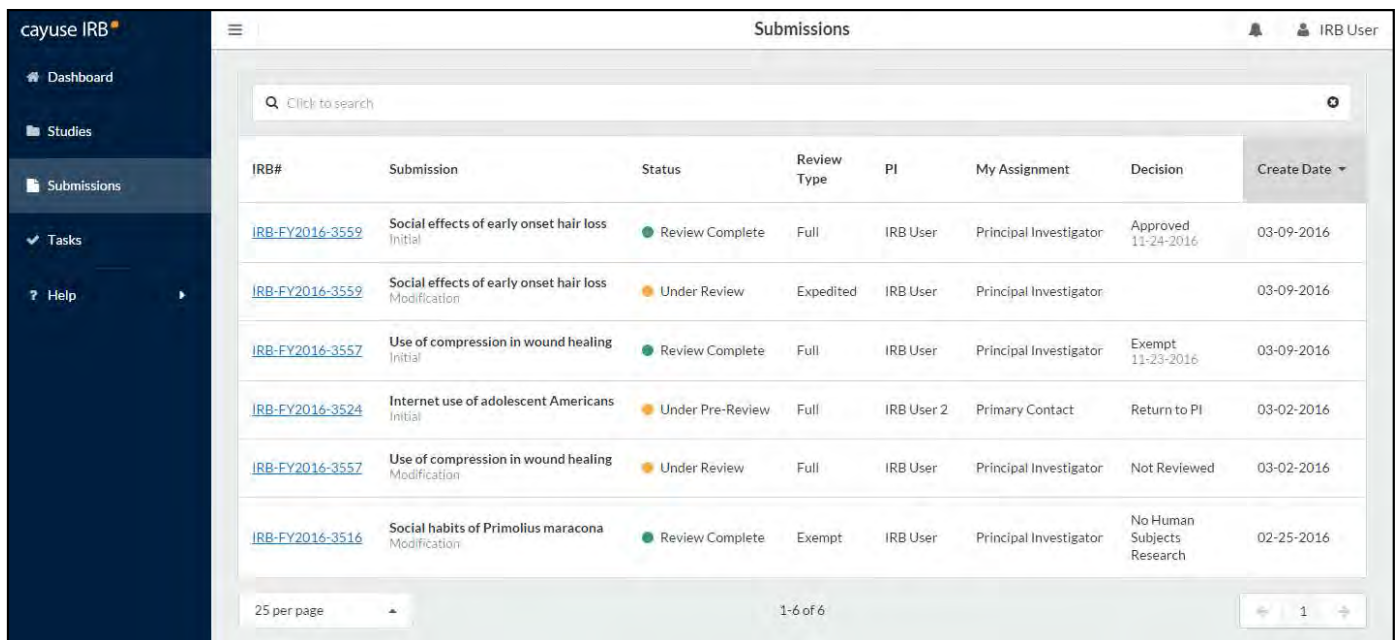 cayuse IRB
Submissions
IRB User
Dashboard
Studies
Submissions
Tasks
? Help
Click to search
IRB# Submission Status Review Type PI My Assignment Decision Create Date
IRB-FY2016-3559 Social effects of early onset hair loss Review Complete Full IRB User Principal Investigator Approved 03-09-2016
Initial 11-24-2016
IRB-FY2016-3559 Social effects of early onset hair loss Under Review Expedited IRB User Principal Investigator 03-09-2016
Modification
IRB-FY2016-3557 Use of compression in wound healing Review Complete Full IRB User Principal Investigator Exempt 03-09-2016
Initial 11-23-2016
IRB-FY2016-3524 Internet use of adolescent Americans Under Pre-Review Full IRB User 2 Primary Contact Return to PI 03-02-2016
Initial
IRB-FY2016-3557 Use of compression in wound healing Under Review Full IRB User Principal Investigator Not Reviewed 03-02-2016
Modification
IRB-FY2016-3516 Social habits of Primolius maracona Review Complete Exempt IRB User Principal Investigator No Human Subjects Research 02-25-2016
Modification
25 per page 1-6 of 6 1